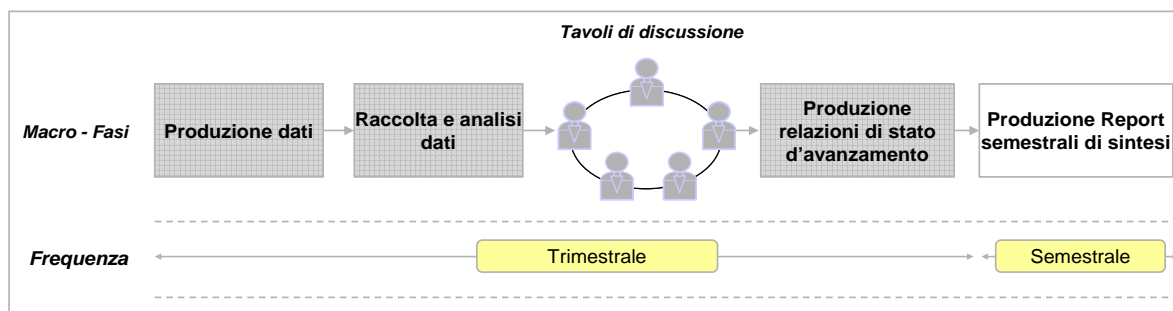 Tavoli di discussione
Macro - Fasi
Produzione dati
Raccolta e analisi
dati
Produzione
relazioni di stato
d'avanzamento
Produzione Report
semestrali di sintesi
Frequenza
Trimestrale
Semestrale